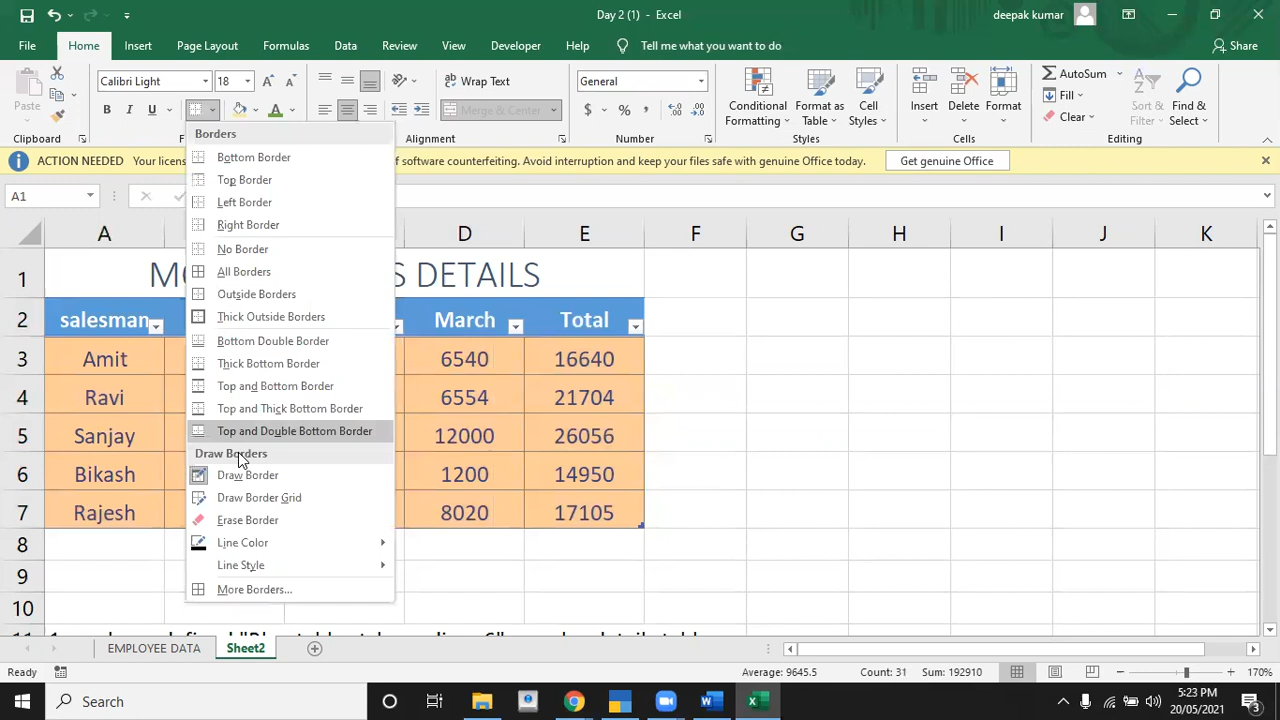 Day 2 (1) - Excel
deepak kumar
File Home Insert Page Layout Formulas Data Review View Developer Help Tell me what you want to do Share
Paste
Clipboard
Calibri Light 18
B I U
A A
A
Wrap Text
Merge & Center
Alignment
General
$ % ,
Number
Conditional Formatting
Format as Table
Cell Styles
Styles
Insert Delete Format
Cells
AutoSum
Fill
Clear
Sort & Filter
Find & Select
Editing
ACTION NEEDED Your licens
f software counterfeiting. Avoid interruption and keep your files safe with genuine Office today. Get genuine Office
A1
Borders
Bottom Border
Top Border
Left Border
Right Border
No Border
All Borders
Outside Borders
Thick Outside Borders
Bottom Double Border
Thick Bottom Border
Top and Bottom Border
Top and Thick Bottom Border
Top and Double Bottom Border
Draw Borders
Draw Border
Draw Border Grid
Erase Border
Line Color
Line Style
More Borders...
A D E F G H I J K
1 MO S DETAILS
2 salesman March Total
3 Amit 6540 16640
4 Ravi 6554 21704
5 Sanjay 12000 26056
6 Bikash 1200 14950
7 Rajesh 8020 17105
8
9
10
EMPLOYEE DATA Sheet2
Ready Average: 9645.5 Count: 31 Sum: 192910 170%
Search
5:23 PM
20/05/2021
3